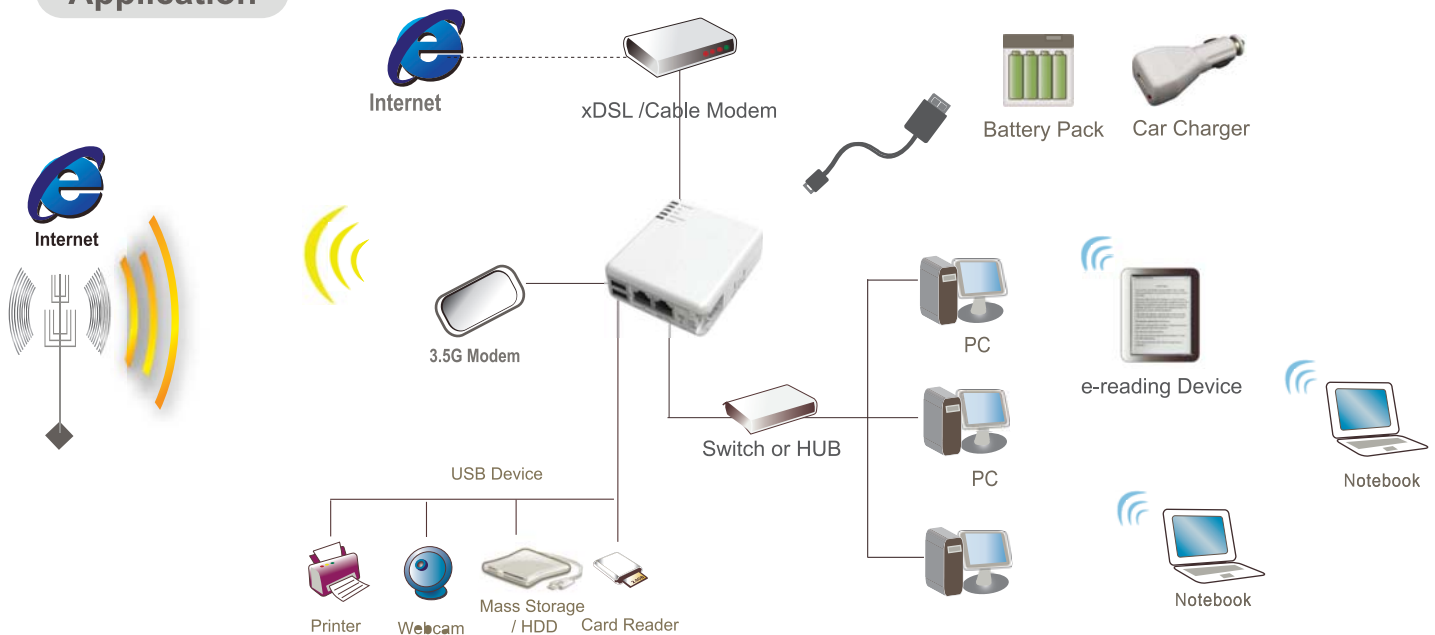 Application
Internet
xDSL /Cable Modem
Battery Pack
Car Charger
Internet
3.5G Modem
PC
e-reading Device
Switch or HUB
PC
Notebook
USB Device
Notebook
Printer
Webcam
Mass Storage
/ HDD
Card Reader